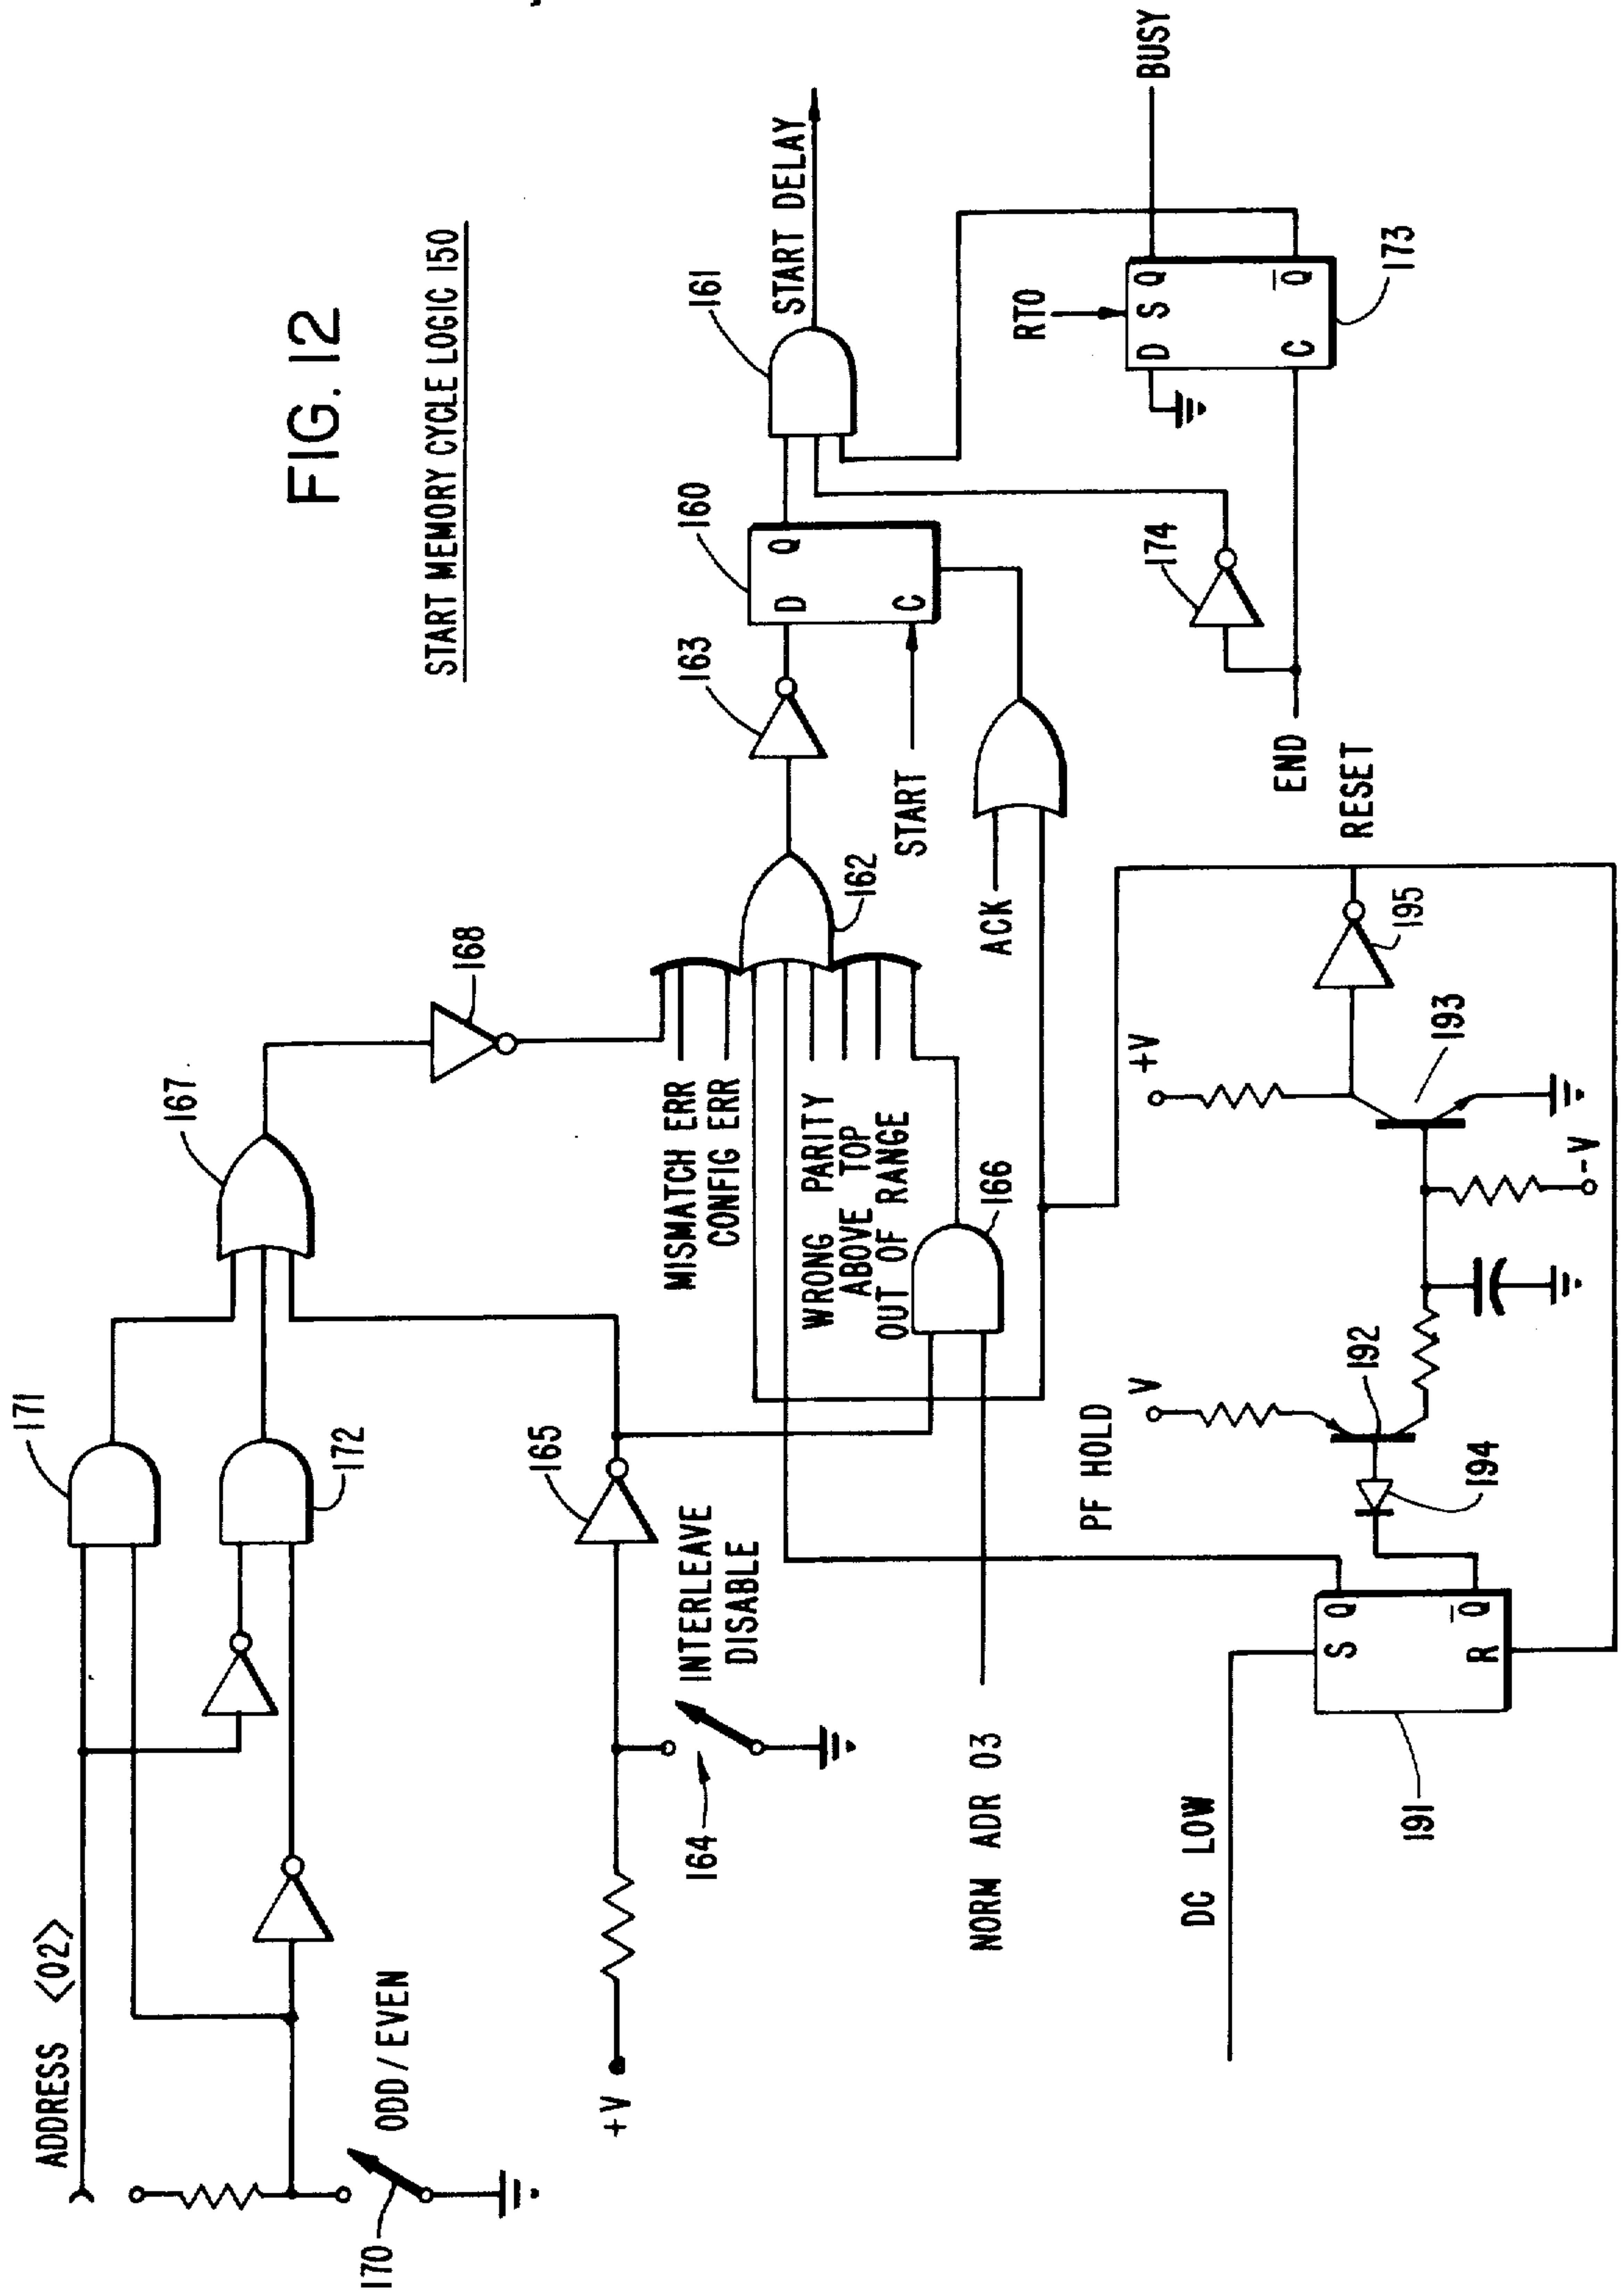 FIG. 12
START MEMORY CYCLE LOGIC 150
ADDRESS <02>
171
172
167
168
170
ODD/EVEN
+V
165
164
INTERLEAVE
DISABLE
MISMATCH ERR
CONFIG ERR
WRONG PARITY
ABOVE TOP
OUT OF RANGE
162
163
160
D Q
C
START
161
START DELAY
166
NORM ADR 03
ACK
174
END
RTO
D S Q
C Q
173
BUSY
RESET
DC LOW
191
S Q
R Q
PF HOLD
V
192
194
+V
193
-V
195